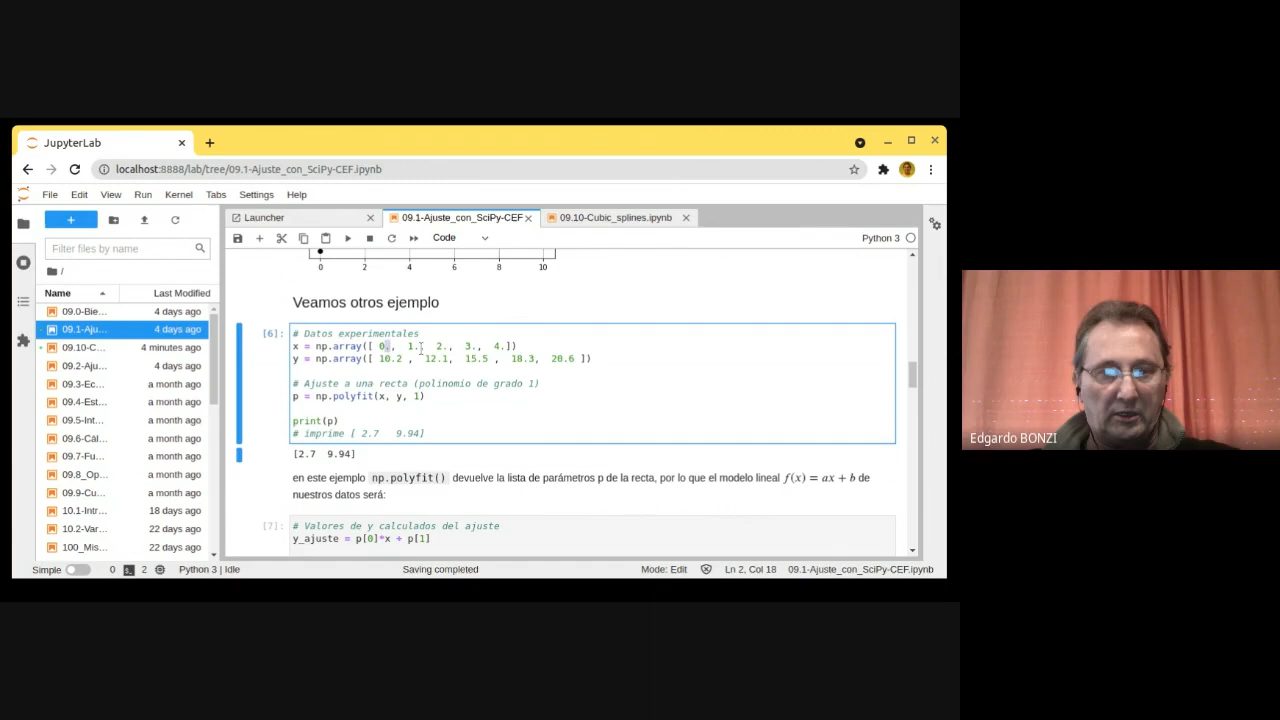 JupyterLab
localhost:8888/lab/tree/09.1-Ajuste_con_SciPy-CEF.ipynb
File Edit View Run Kernel Tabs Settings Help
Launcher 09.1-Ajuste_con_SciPy-CEF 09.10-Cubic_splines.ipynb
Filter files by name
Code
Python 3
/
Name Last Modified
09.0-Bie... 4 days ago
09.1-Aju... 4 days ago
09.10-C... 4 minutes ago
09.2-Aju... 4 days ago
09.3-Ec... a month ago
09.4-Est... a month ago
09.5-Int... a month ago
09.6-Cál... a month ago
09.7-Fu... a month ago
09.8_Op... a month ago
09.9-Cu... a month ago
10.1-Intr... 18 days ago
10.2-Var... 22 days ago
100_Mis... 22 days ago
0 2 4 6 8 10
Veamos otros ejemplo
[6]:
# Datos experimentales
x = np.array([ 0., 1., 2., 3., 4.])
y = np.array([ 10.2 , 12.1, 15.5 , 18.3, 20.6 ])
# Ajuste a una recta (polinomio de grado 1)
p = np.polyfit(x, y, 1)
print(p)
# imprime [ 2.7 9.94]
[2.7 9.94]
en este ejemplo np.polyfit() devuelve la lista de parámetros p de la recta, por lo que el modelo lineal f(x) = ax + b de
nuestros datos será:
[7]:
# Valores de y calculados del ajuste
y_ajuste = p[0]*x + p[1]
Simple 0 2 Python 3 | Idle Saving completed Mode: Edit Ln 2, Col 18 09.1-Ajuste_con_SciPy-CEF.ipynb
Edgardo BONZI